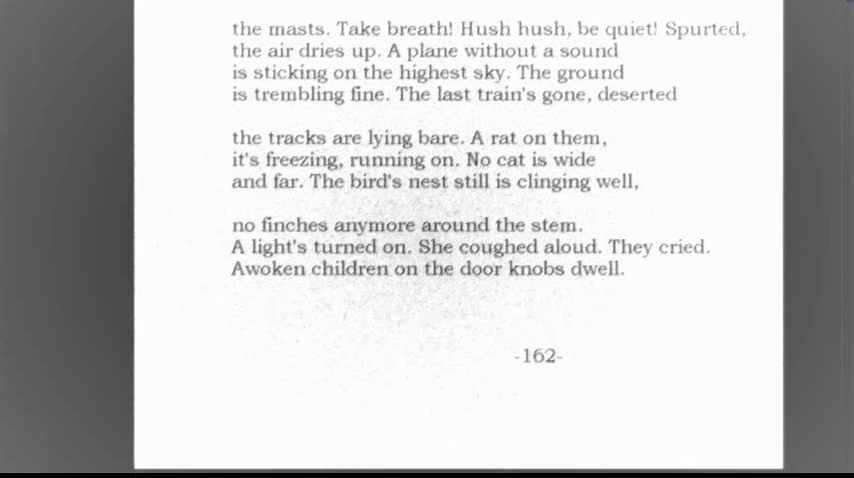 the masts. Take breath! Hush hush, be quiet! Spurted,
the air dries up. A plane without a sound
is sticking on the highest sky. The ground
is trembling fine. The last train's gone, deserted
the tracks are lying bare. A rat on them,
it's freezing, running on. No cat is wide
and far. The bird's nest still is clinging well,
no finches anymore around the stem.
A light's turned on. She coughed aloud. They cried.
Awoken children on the door knobs dwell.
-162-